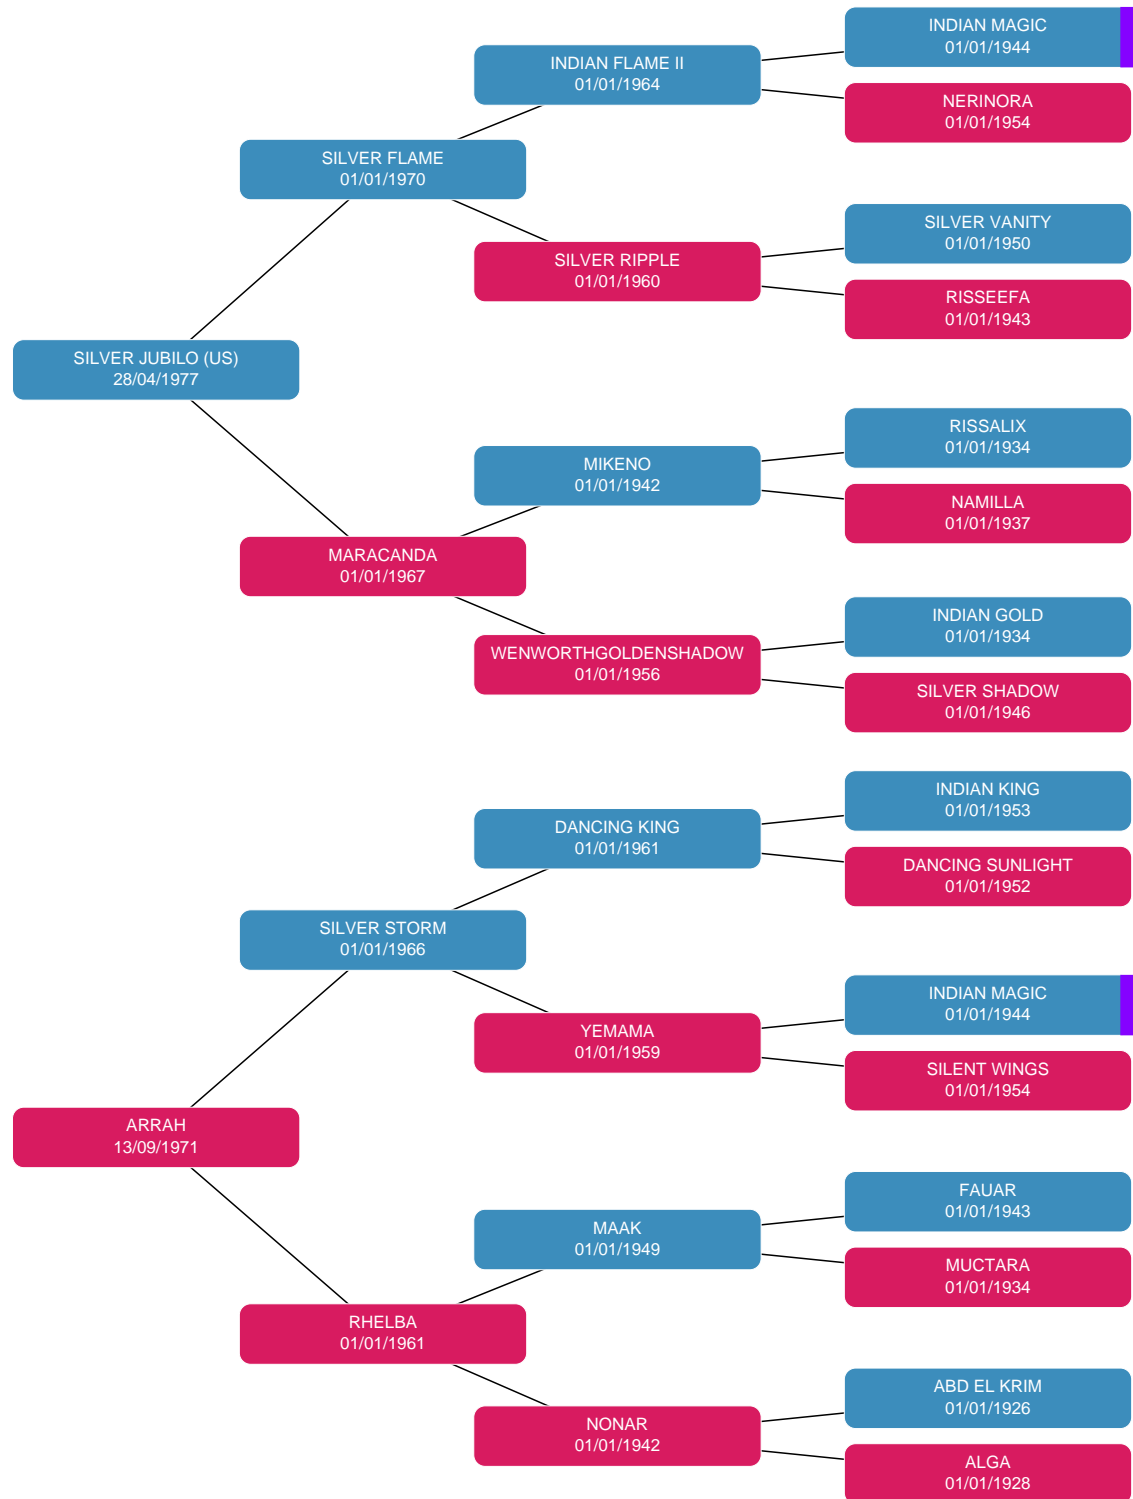 INDIAN MAGIC
01/01/1944
INDIAN FLAME II
01/01/1964
NERINORA
01/01/1954
SILVER FLAME
01/01/1970
SILVER VANITY
01/01/1950
SILVER RIPPLE
01/01/1960
RISSEEFA
01/01/1943
SILVER JUBILO (US)
28/04/1977
RISSALIX
01/01/1934
MIKENO
01/01/1942
NAMILLA
01/01/1937
MARACANDA
01/01/1967
INDIAN GOLD
01/01/1934
WENWORTHGOLDENSHADOW
01/01/1956
SILVER SHADOW
01/01/1946
INDIAN KING
01/01/1953
DANCING KING
01/01/1961
DANCING SUNLIGHT
01/01/1952
SILVER STORM
01/01/1966
INDIAN MAGIC
01/01/1944
YEMAMA
01/01/1959
SILENT WINGS
01/01/1954
ARRAH
13/09/1971
FAUAR
01/01/1943
MAAK
01/01/1949
MUCTARA
01/01/1934
RHELBA
01/01/1961
ABD EL KRIM
01/01/1926
NONAR
01/01/1942
ALGA
01/01/1928